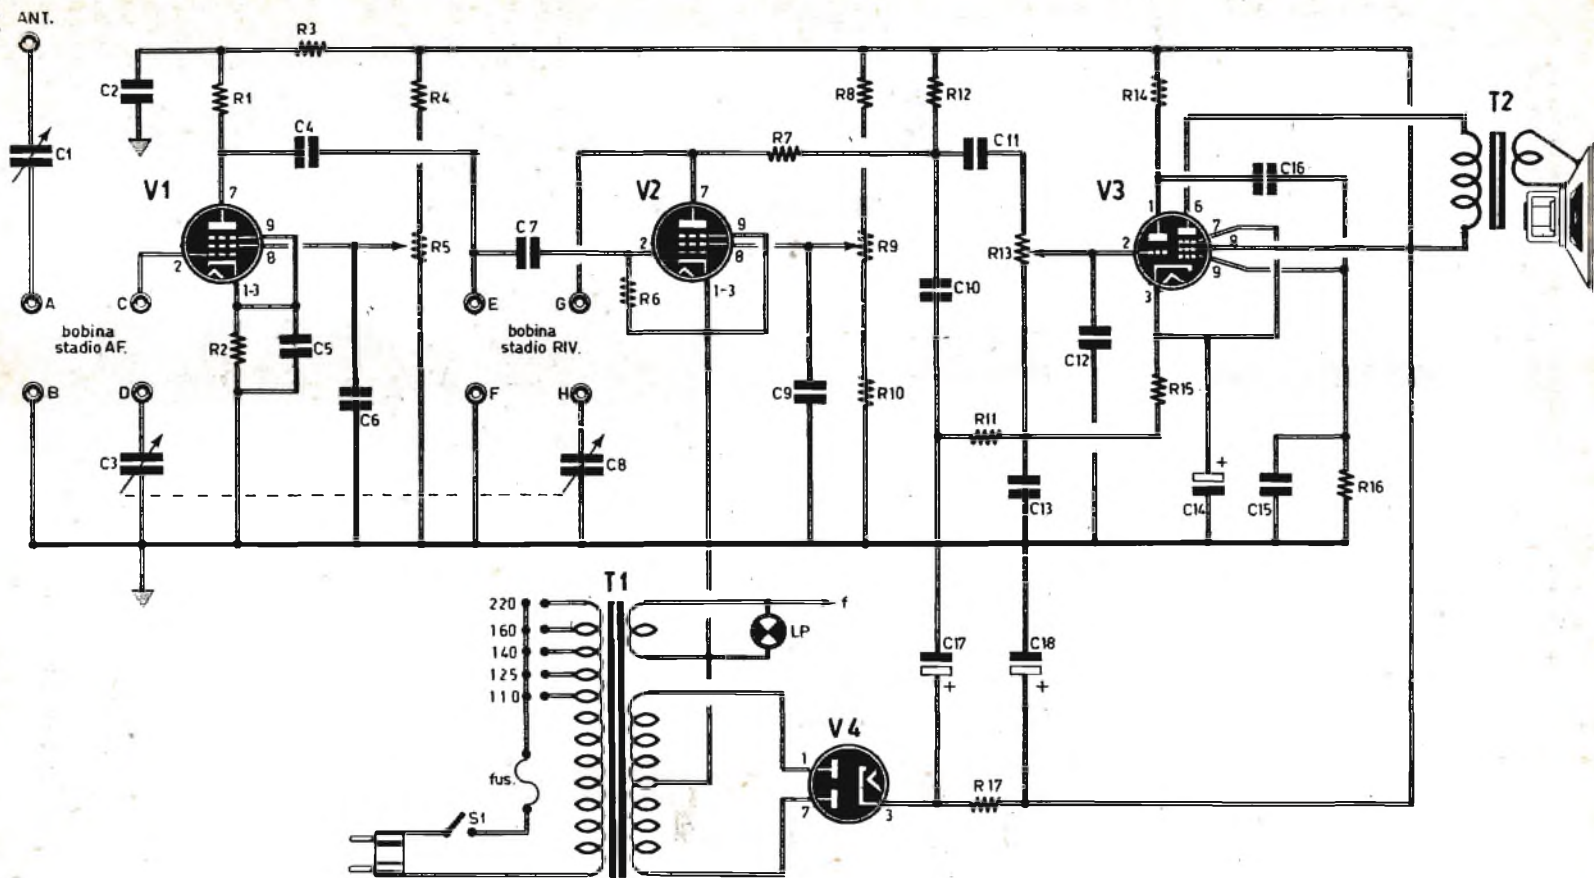 ANT.
R3
C2
R1
R4
R8
R12
R14
T2
C1
C4
R7
C11
C16
V1
V2
V3
7
7
1
6
7
8
9
9
8
2
R5
C7
2
9
8
R9
R13
2
1-3
R6
1-3
C10
3
A
C
E
G
bobina
stadio AF.
R2
C5
bobina
stadio RIV.
C12
B
D
C6
F
H
C9
R10
R15
R11
C3
C8
C13
C14
+
C15
R16
T1
220
160
140
125
110
f
LP
C17
+
C18
+
V4
1
7
3
R17
fus.
S1